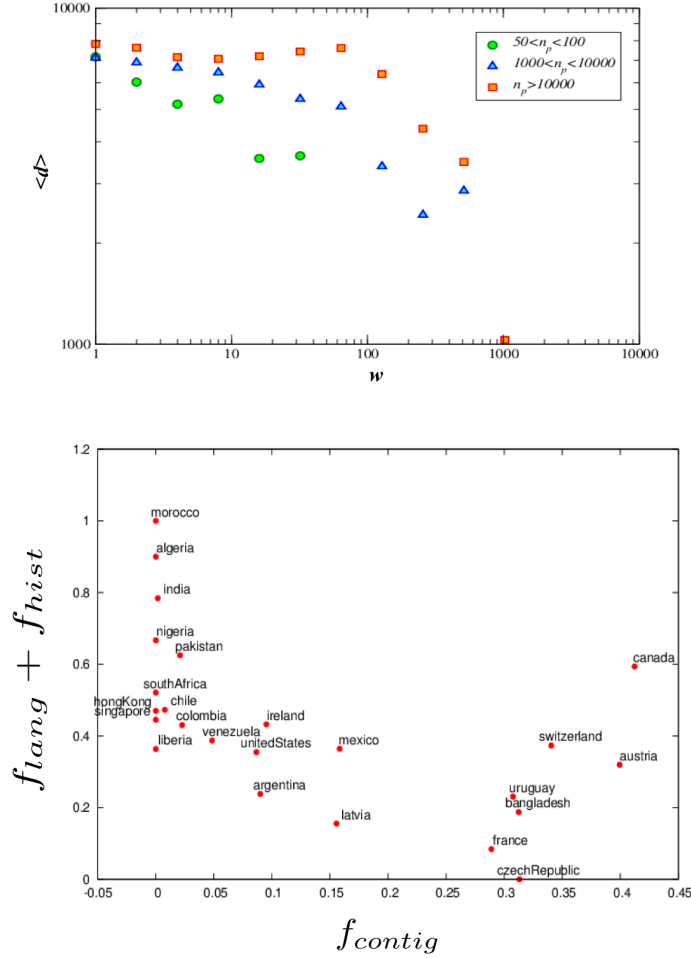 10000
50<n_p<100
1000<n_p<10000
n_p>10000
<d>
1000
1 10 100 1000 10000
w
1.2
morocco
1
algeria
0.8
india
nigeria
0.6
pakistan
canada
southAfrica
hongKong chile
singapore colombia ireland
venezuela
switzerland
0.4
liberia unitedStates mexico
austria
argentina
uruguay
0.2
bangladesh
latvia
france
czechRepublic
0
-0.05 0 0.05 0.1 0.15 0.2 0.25 0.3 0.35 0.4 0.45
f_lang + f_hist
f_contig